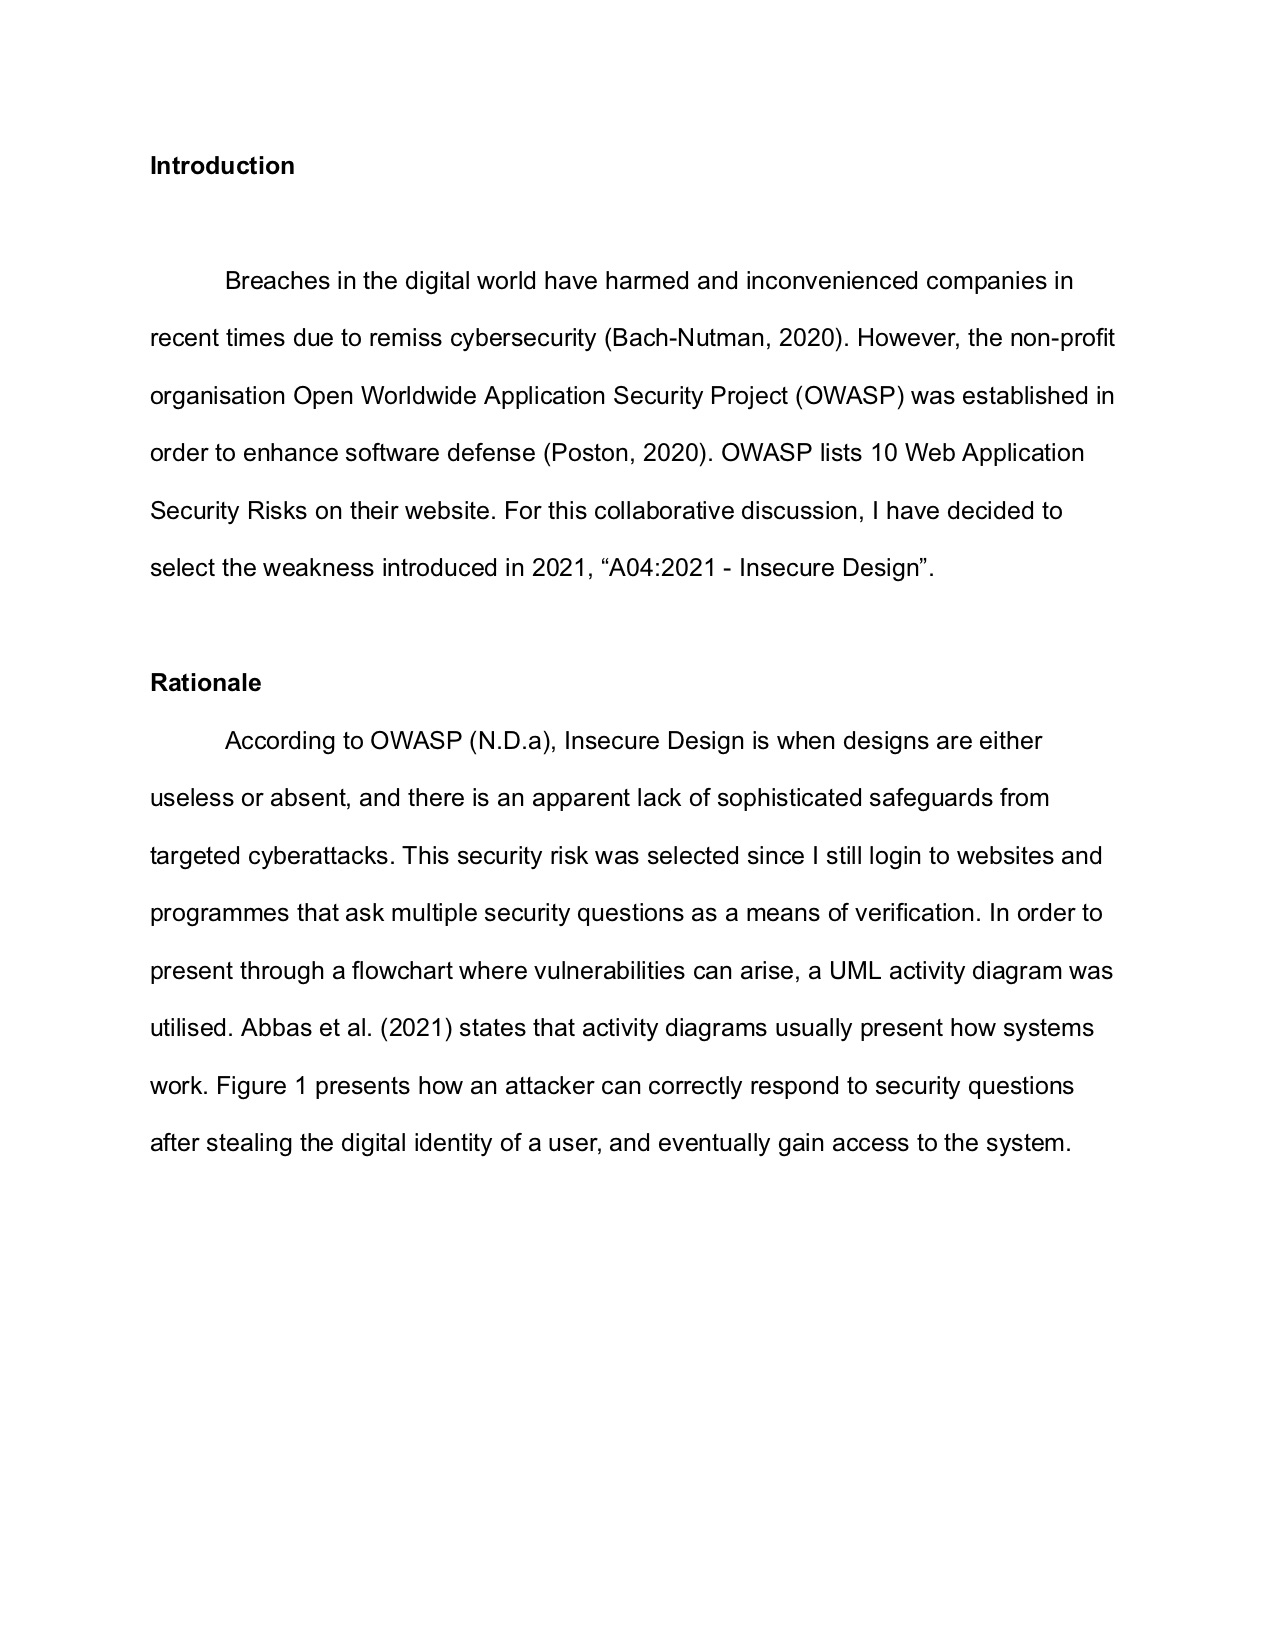 Introduction
Breaches in the digital world have harmed and inconvenienced companies in
recent times due to remiss cybersecurity (Bach-Nutman, 2020). However, the non-profit
organisation Open Worldwide Application Security Project (OWASP) was established in
order to enhance software defense (Poston, 2020). OWASP lists 10 Web Application
Security Risks on their website. For this collaborative discussion, I have decided to
select the weakness introduced in 2021, “A04:2021 - Insecure Design”.
Rationale
According to OWASP (N.D.a), Insecure Design is when designs are either
useless or absent, and there is an apparent lack of sophisticated safeguards from
targeted cyberattacks. This security risk was selected since I still login to websites and
programmes that ask multiple security questions as a means of verification. In order to
present through a flowchart where vulnerabilities can arise, a UML activity diagram was
utilised. Abbas et al. (2021) states that activity diagrams usually present how systems
work. Figure 1 presents how an attacker can correctly respond to security questions
after stealing the digital identity of a user, and eventually gain access to the system.